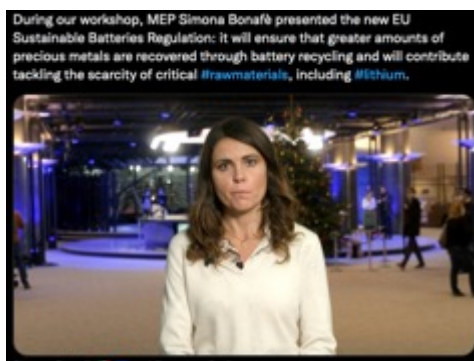 During our workshop, MEP Simona Bonafè presented the new EU
Sustainable Batteries Regulation: it will ensure that greater amounts of
precious metals are recovered through battery recycling and will contribute
tackling the scarcity of critical #rawmaterials, including #lithium.